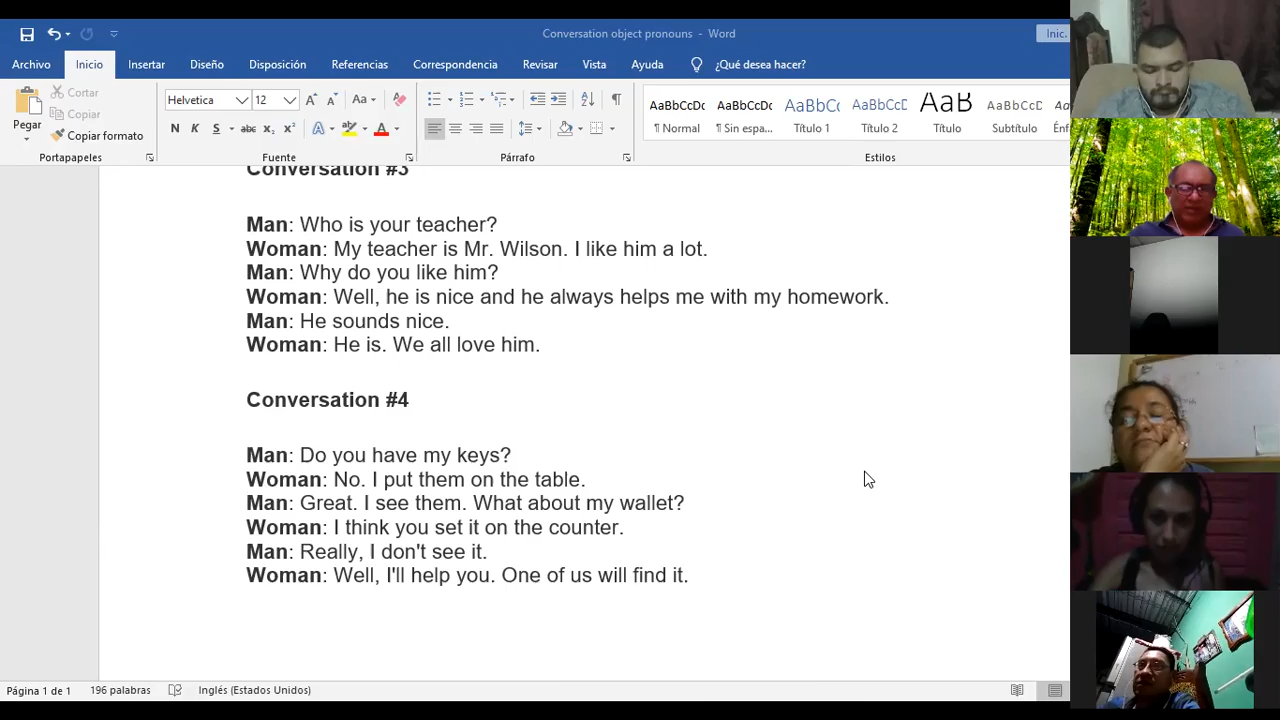 Conversation object pronouns - Word
Inic.
Archivo Inicio Insertar Diseño Disposición Referencias Correspondencia Revisar Vista Ayuda ¿Qué desea hacer?
Pegar
Cortar
Copiar
Copiar formato
Portapapeles
Helvetica 12
Fuente
Párrafo
AaBbCcDc ¶ Normal
AaBbCcDc ¶ Sin espa...
AaBbCc Título 1
AaBbCcD Título 2
AaB Título
AaBbCcD Subtítulo
Estilos
Conversation #3
Man: Who is your teacher?
Woman: My teacher is Mr. Wilson. I like him a lot.
Man: Why do you like him?
Woman: Well, he is nice and he always helps me with my homework.
Man: He sounds nice.
Woman: He is. We all love him.
Conversation #4
Man: Do you have my keys?
Woman: No. I put them on the table.
Man: Great. I see them. What about my wallet?
Woman: I think you set it on the counter.
Man: Really, I don't see it.
Woman: Well, I'll help you. One of us will find it.
Página 1 de 1 196 palabras Inglés (Estados Unidos)